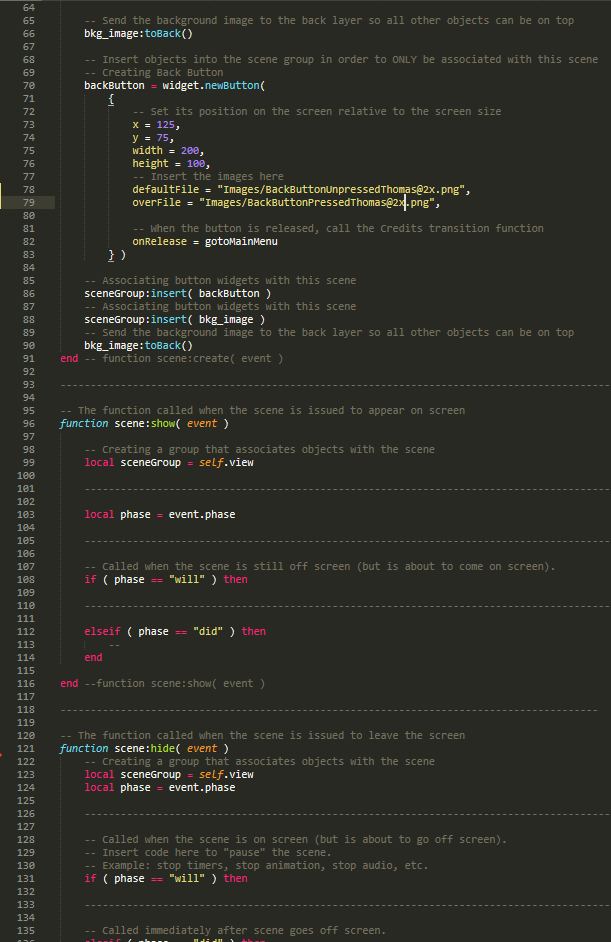 64
65 -- Send the background image to the back layer so all other objects can be on top
66 bkg_image:toBack()
67
68 -- Insert objects into the scene group in order to ONLY be associated with this scene
69 -- Creating Back Button
70 backButton = widget.newButton(
71 {
72 -- Set its position on the screen relative to the screen size
73 x = 125,
74 y = 75,
75 width = 200,
76 height = 100,
77 -- Insert the images here
78 defaultFile = "Images/BackButtonUnpressedThomas@2x.png",
79 overFile = "Images/BackButtonPressedThomas@2x.png",
80
81 -- When the button is released, call the Credits transition function
82 onRelease = gotoMainMenu
83 } )
84
85 -- Associating button widgets with this scene
86 sceneGroup:insert( backButton )
87 -- Associating button widgets with this scene
88 sceneGroup:insert( bkg_image )
89 -- Send the background image to the back layer so all other objects can be on top
90 bkg_image:toBack()
91 end -- function scene:create( event )
92
93 -----------------------------------------------------------------------------------------
94
95 -- The function called when the scene is issued to appear on screen
96 function scene:show( event )
97
98 -- Creating a group that associates objects with the scene
99 local sceneGroup = self.view
100
101 -----------------------------------------------------------------------------------------
102
103 local phase = event.phase
104
105 -----------------------------------------------------------------------------------------
106
107 -- Called when the scene is still off screen (but is about to come on screen).
108 if ( phase == "will" ) then
109
110 -----------------------------------------------------------------------------------------
111
112 elseif ( phase == "did" ) then
113 --
114 end
115
116 end --function scene:show( event )
117
118 -----------------------------------------------------------------------------------------
119
120 -- The function called when the scene is issued to leave the screen
121 function scene:hide( event )
122 -- Creating a group that associates objects with the scene
123 local sceneGroup = self.view
124 local phase = event.phase
125
126 -----------------------------------------------------------------------------------------
127
128 -- Called when the scene is on screen (but is about to go off screen).
129 -- Insert code here to "pause" the scene.
130 -- Example: stop timers, stop animation, stop audio, etc.
131 if ( phase == "will" ) then
132
133 -----------------------------------------------------------------------------------------
134
135 -- Called immediately after scene goes off screen.
136 elseif ( phase == "did" ) then